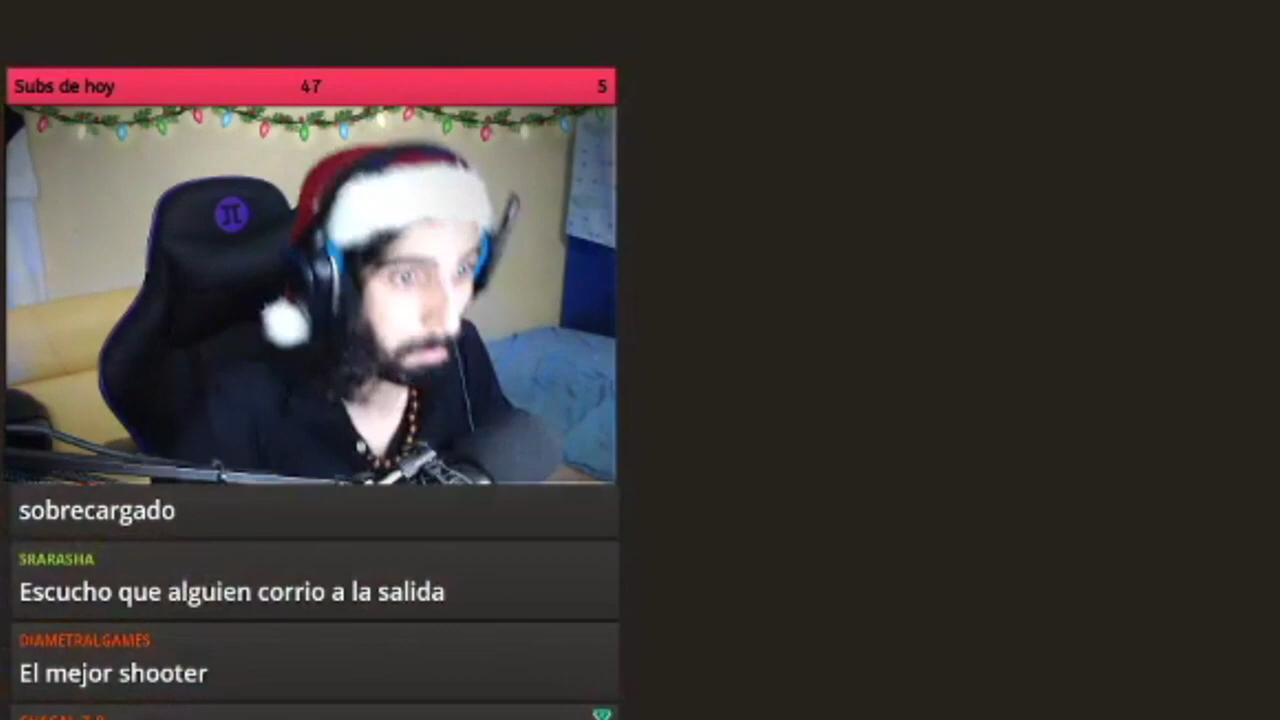 Subs de hoy 47 5
π
sobrecargado
SRARASHA
Escucho que alguien corrio a la salida
DIAMETRALGAMES
El mejor shooter